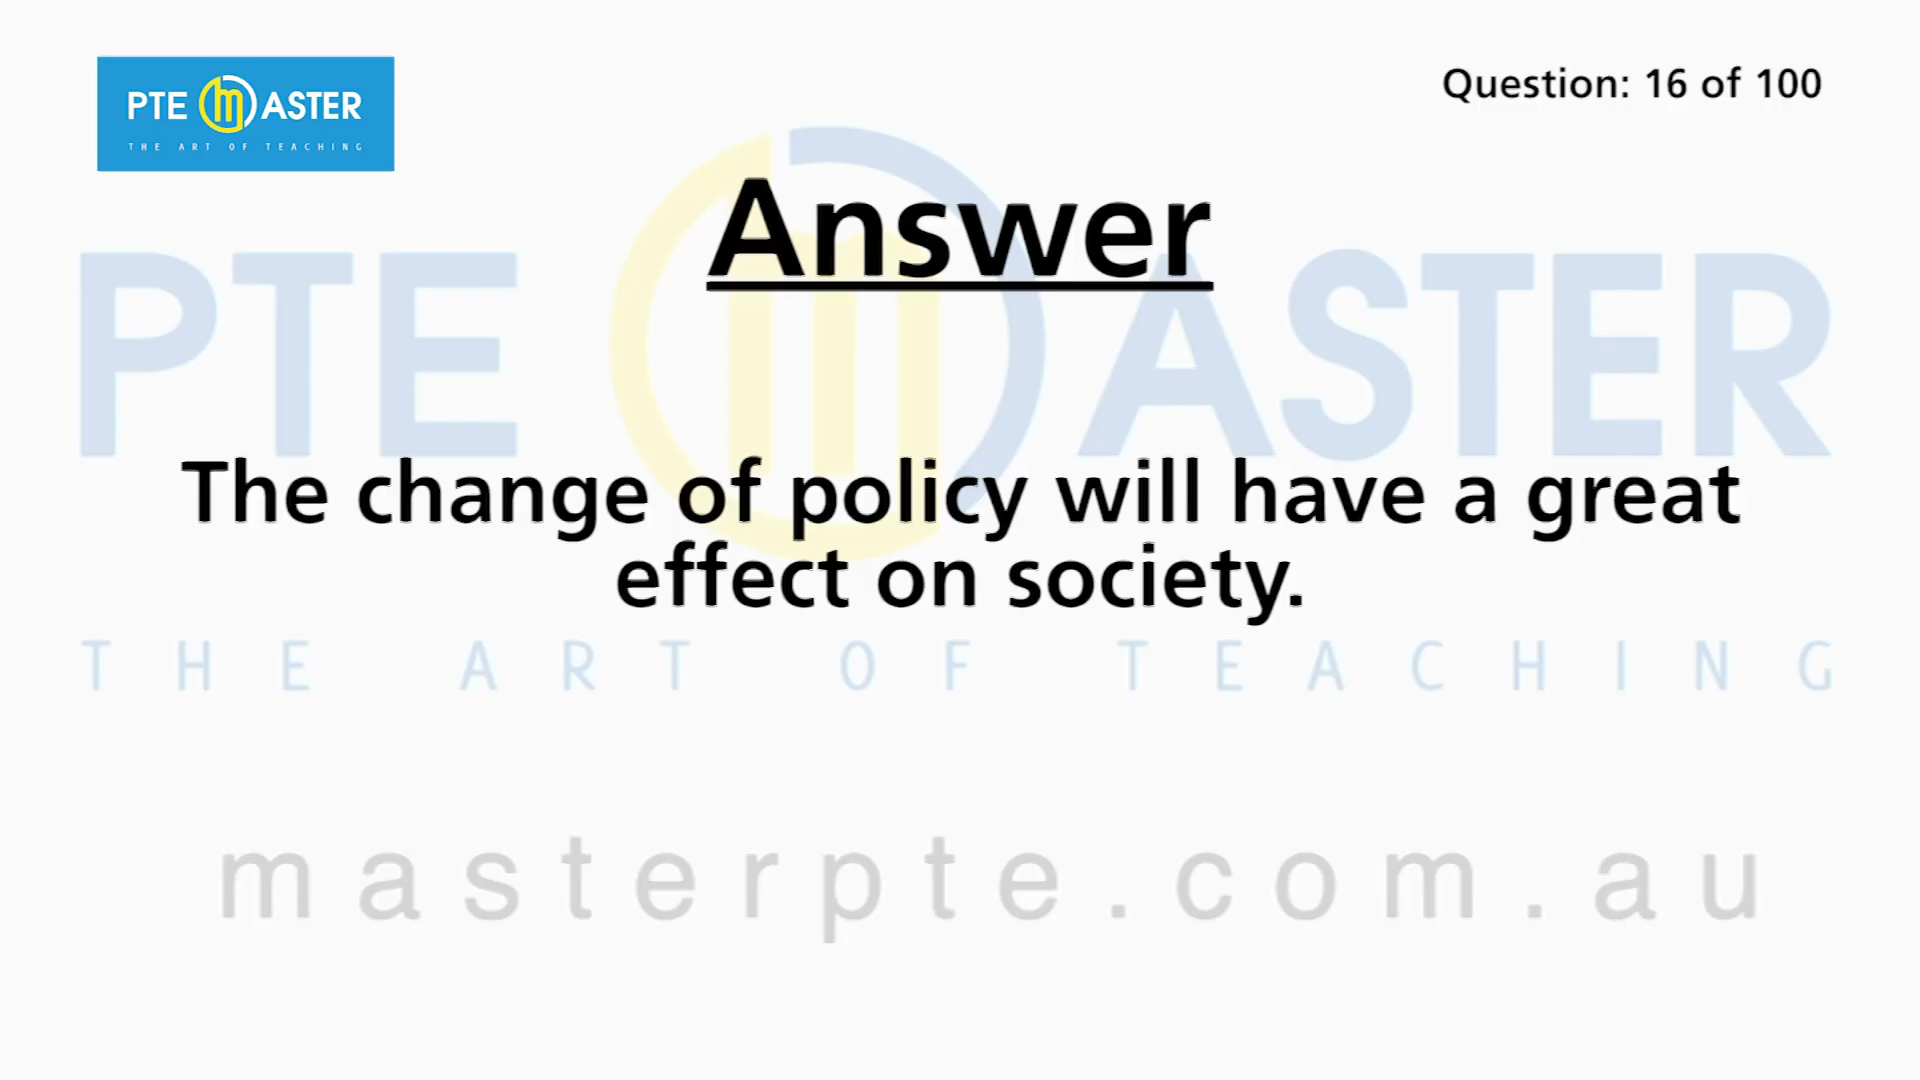 PTE MASTER
THE ART OF TEACHING
Question: 16 of 100
Answer
PTE MASTER
The change of policy will have a great
effect on society.
THE ART OF TEACHING
masterpte.com.au